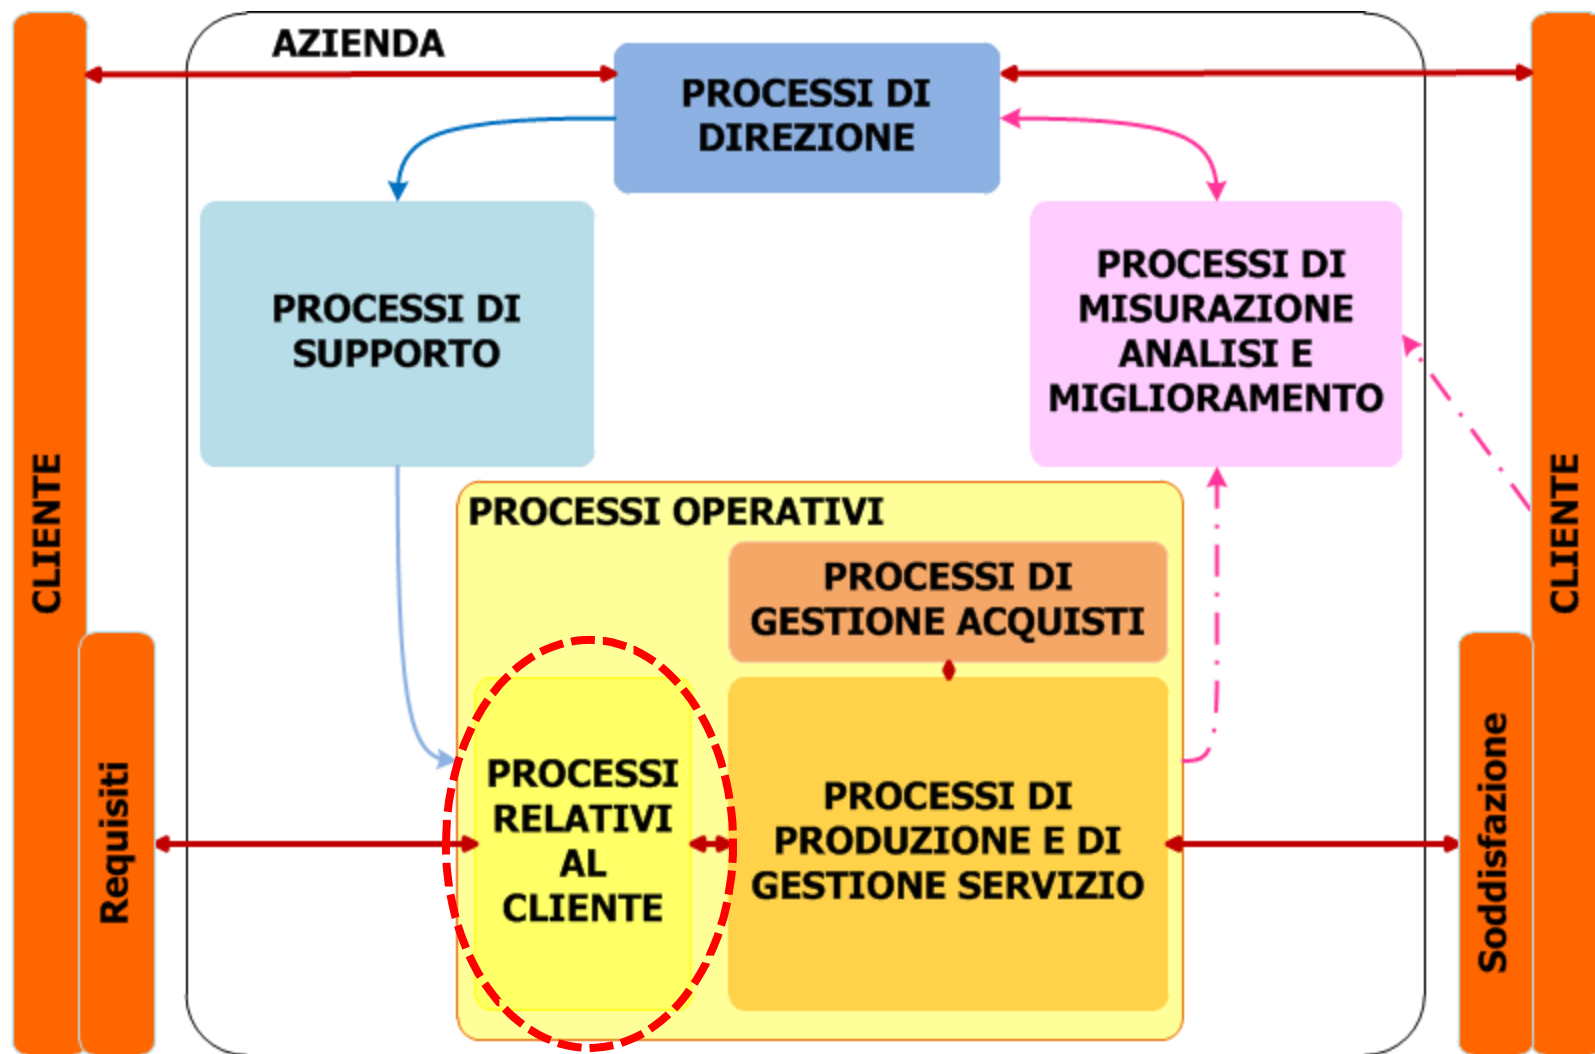 AZIENDA
PROCESSI DI
DIREZIONE
PROCESSI DI
SUPPORTO
PROCESSI DI
MISURAZIONE
ANALISI E
MIGLIORAMENTO
CLIENTE
Requisiti
PROCESSI OPERATIVI
PROCESSI DI
GESTIONE ACQUISTI
PROCESSI
RELATIVI
AL
CLIENTE
PROCESSI DI
PRODUZIONE E DI
GESTIONE SERVIZIO
Soddisfazione
CLIENTE